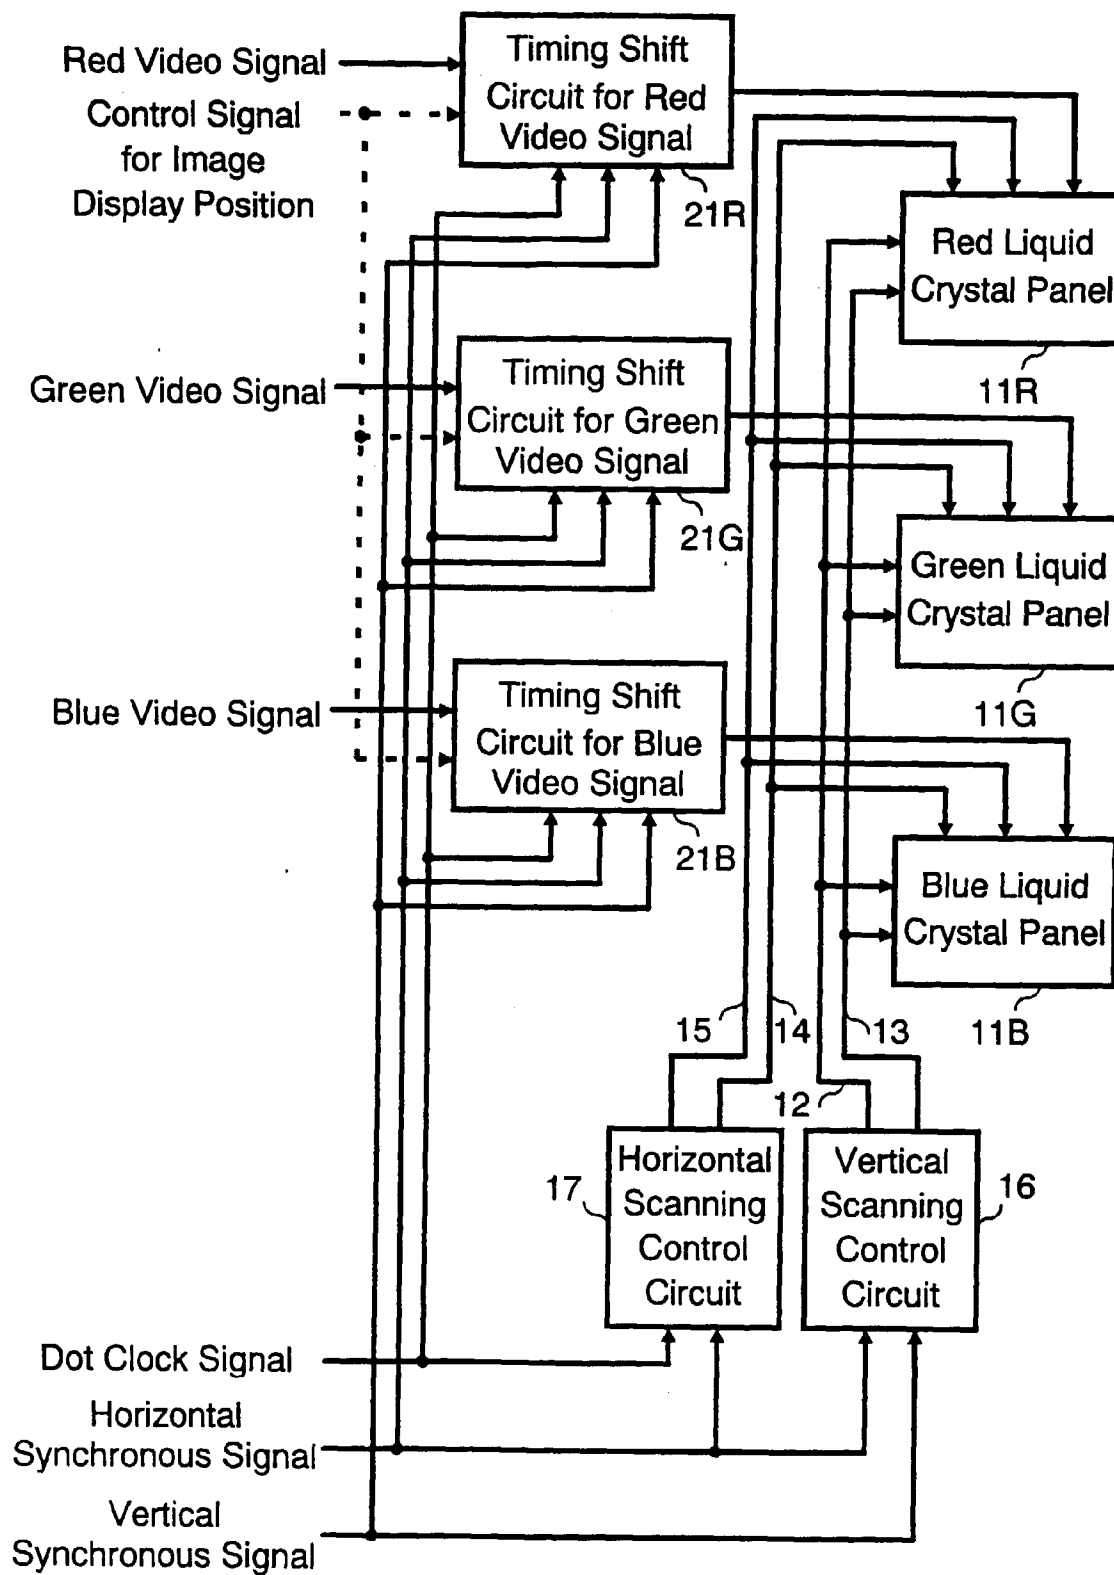 Red Video Signal
Control Signal
for Image
Display Position
Timing Shift
Circuit for Red
Video Signal
21R
Red Liquid
Crystal Panel
11R
Green Video Signal
Timing Shift
Circuit for Green
Video Signal
21G
Green Liquid
Crystal Panel
11G
Blue Video Signal
Timing Shift
Circuit for Blue
Video Signal
21B
Blue Liquid
Crystal Panel
11B
15
14
13
12
17
Horizontal
Scanning
Control
Circuit
Vertical
Scanning
Control
Circuit
16
Dot Clock Signal
Horizontal
Synchronous Signal
Vertical
Synchronous Signal